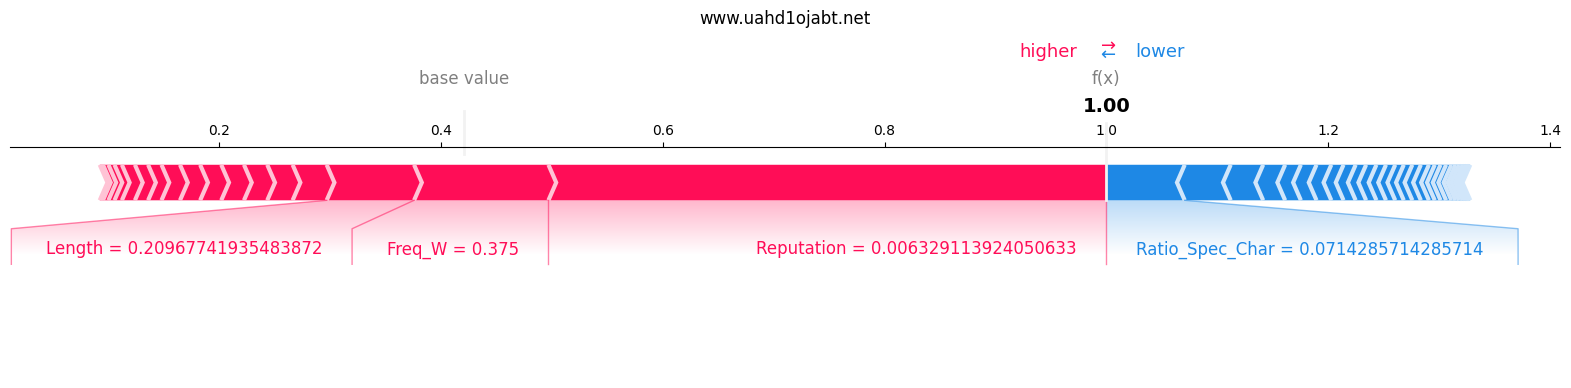 www.uahd1ojabt.net
higher ⇄ lower
base value f(x)
1.00
0.2 0.4 0.6 0.8 1.0 1.2 1.4
Length = 0.20967741935483872 Freq_W = 0.375 Reputation = 0.006329113924050633 Ratio_Spec_Char = 0.0714285714285714